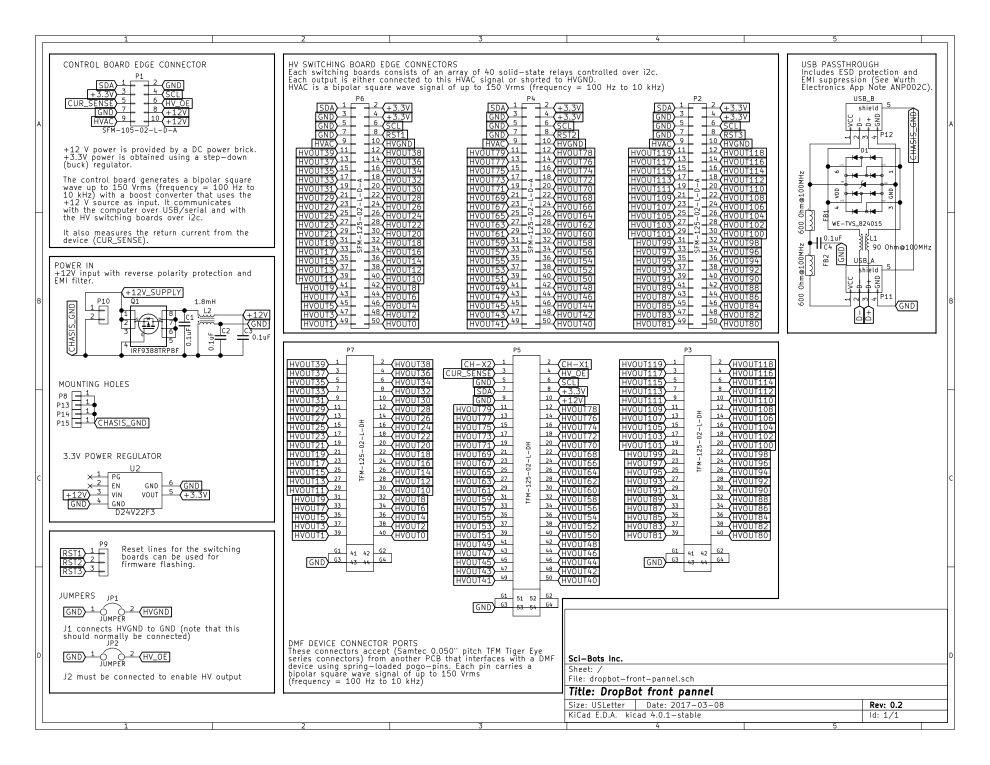 CONTROL BOARD EDGE CONNECTOR
P1
SDA 1 2 GND
+3.3V 3 4 SCL
CUR_SENSE 5 6 HV_OE
GND 7 8 +12V
HVAC 9 10 +12V
SFM-105-02-L-D-A
+12 V power is provided by a DC power brick.
+3.3V power is obtained using a step-down
(buck) regulator.
The control board generates a bipolar square
wave up to 150 Vrms (frequency = 100 Hz to
10 kHz) with a boost converter that uses the
+12 V source as input. It communicates
with the computer over USB/serial and with
the HV switching boards over i2c.
It also measures the return current from the
device (CUR_SENSE).
POWER IN
+12V input with reverse polarity protection and
EMI filter.
+12V_SUPPLY
P10
Q1
1.8mH
L2
+12V
GND
CHASIS_GND
C1
0.1uF
C2
0.1uF
C3
0.1uF
IRF9388TRPBF
MOUNTING HOLES
P8 1
P13 1
P14 1
P15 1 CHASIS_GND
3.3V POWER REGULATOR
U2
1 PG
2 EN GND 6 GND
+12V 3 VIN VOUT 5 +3.3V
GND 4 GND
D24V22F3
P9
RST1 1
RST2 2
RST3 3
Reset lines for the switching
boards can be used for
firmware flashing.
JUMPERS
JP1
GND 1 2 HVGND
JUMPER
J1 connects HVGND to GND (note that this
should normally be connected)
JP2
GND 1 2 HV_OE
JUMPER
J2 must be connected to enable HV output
HV SWITCHING BOARD EDGE CONNECTORS
Each switching boards consists of an array of 40 solid-state relays controlled over i2c.
Each output is either connected to this HVAC signal or shorted to HVGND.
HVAC is a bipolar square wave signal of up to 150 Vrms (frequency = 100 Hz to 10 kHz)
P6
SDA 1 2 +3.3V
GND 3 4 +3.3V
GND 5 6 SCL
GND 7 8
HVAC 9 10 HVGND
HVOUT39 11 12 HVOUT38
HVOUT37 13 14 HVOUT36
HVOUT35 15 16 HVOUT34
HVOUT33 17 18 HVOUT32
HVOUT31 19 20 HVOUT30
HVOUT29 21 22 HVOUT28
HVOUT27 23 24 HVOUT26
HVOUT25 25 26 HVOUT24
HVOUT23 27 28 HVOUT22
HVOUT21 29 30 HVOUT20
HVOUT19 31 32 HVOUT18
HVOUT17 33 34 HVOUT16
HVOUT15 35 36 HVOUT14
HVOUT13 37 38 HVOUT12
HVOUT11 39 40 HVOUT10
HVOUT9 41 42 HVOUT8
HVOUT7 43 44 HVOUT6
HVOUT5 45 46 HVOUT4
HVOUT3 47 48 HVOUT2
HVOUT1 49 50 HVOUT0
SFM-125-02-L-D-A
P4
SDA 1 2 +3.3V
GND 3 4 +3.3V
GND 5 6 SCL
GND 7 8
HVAC 9 10 HVGND
HVOUT79 11 12 HVOUT78
HVOUT77 13 14 HVOUT76
HVOUT75 15 16 HVOUT74
HVOUT73 17 18 HVOUT72
HVOUT71 19 20 HVOUT70
HVOUT69 21 22 HVOUT68
HVOUT67 23 24 HVOUT66
HVOUT65 25 26 HVOUT64
HVOUT63 27 28 HVOUT62
HVOUT61 29 30 HVOUT60
HVOUT59 31 32 HVOUT58
HVOUT57 33 34 HVOUT56
HVOUT55 35 36 HVOUT54
HVOUT53 37 38 HVOUT52
HVOUT51 39 40 HVOUT50
HVOUT49 41 42 HVOUT48
HVOUT47 43 44 HVOUT46
HVOUT45 45 46 HVOUT44
HVOUT43 47 48 HVOUT42
HVOUT41 49 50 HVOUT40
SFM-125-02-L-D-A
P2
SDA 1 2 +3.3V
GND 3 4 +3.3V
GND 5 6 SCL
GND 7 8
HVAC 9 10 HVGND
HVOUT119 11 12 HVOUT118
HVOUT117 13 14 HVOUT116
HVOUT115 15 16 HVOUT114
HVOUT113 17 18 HVOUT112
HVOUT111 19 20 HVOUT110
HVOUT109 21 22 HVOUT108
HVOUT107 23 24 HVOUT106
HVOUT105 25 26 HVOUT104
HVOUT103 27 28 HVOUT102
HVOUT101 29 30 HVOUT100
HVOUT99 31 32 HVOUT98
HVOUT97 33 34 HVOUT96
HVOUT95 35 36 HVOUT94
HVOUT93 37 38 HVOUT92
HVOUT91 39 40 HVOUT90
HVOUT89 41 42 HVOUT88
HVOUT87 43 44 HVOUT86
HVOUT85 45 46 HVOUT84
HVOUT83 47 48 HVOUT82
HVOUT81 49 50 HVOUT80
SFM-125-02-L-D-A
P7
HVOUT39 1 2 HVOUT38
HVOUT37 3 4 HVOUT36
HVOUT35 5 6 HVOUT34
HVOUT33 7 8 HVOUT32
HVOUT31 9 10 HVOUT30
HVOUT29 11 12 HVOUT28
HVOUT27 13 14 HVOUT26
HVOUT25 15 16 HVOUT24
HVOUT23 17 18 HVOUT22
HVOUT21 19 20 HVOUT20
HVOUT19 21 22 HVOUT18
HVOUT17 23 24 HVOUT16
HVOUT15 25 26 HVOUT14
HVOUT13 27 28 HVOUT12
HVOUT11 29 30 HVOUT10
HVOUT9 31 32 HVOUT8
HVOUT7 33 34 HVOUT6
HVOUT5 35 36 HVOUT4
HVOUT3 37 38 HVOUT2
HVOUT1 39 40 HVOUT0
TFM-125-02-L-DH
G1 41 42 G2
GND G3 43 44 G4
P5
CH-X2 1 2 CH-X1
CUR_SENSE 3 4 HV_OE
GND 5 6 SCL
SDA 7 8 +3.3V
GND 9 10 +12V
HVOUT79 11 12 HVOUT78
HVOUT77 13 14 HVOUT76
HVOUT75 15 16 HVOUT74
HVOUT73 17 18 HVOUT72
HVOUT71 19 20 HVOUT70
HVOUT69 21 22 HVOUT68
HVOUT67 23 24 HVOUT66
HVOUT65 25 26 HVOUT64
HVOUT63 27 28 HVOUT62
HVOUT61 29 30 HVOUT60
HVOUT59 31 32 HVOUT58
HVOUT57 33 34 HVOUT56
HVOUT55 35 36 HVOUT54
HVOUT53 37 38 HVOUT52
HVOUT51 39 40 HVOUT50
HVOUT49 41 42 HVOUT48
HVOUT47 43 44 HVOUT46
HVOUT45 45 46 HVOUT44
HVOUT43 47 48 HVOUT42
HVOUT41 49 50 HVOUT40
TFM-125-02-L-DH
G1 51 52 G2
GND G3 53 54 G4
P3
HVOUT119 1 2 HVOUT118
HVOUT117 3 4 HVOUT116
HVOUT115 5 6 HVOUT114
HVOUT113 7 8 HVOUT112
HVOUT111 9 10 HVOUT110
HVOUT109 11 12 HVOUT108
HVOUT107 13 14 HVOUT106
HVOUT105 15 16 HVOUT104
HVOUT103 17 18 HVOUT102
HVOUT101 19 20 HVOUT100
HVOUT99 21 22 HVOUT98
HVOUT97 23 24 HVOUT96
HVOUT95 25 26 HVOUT94
HVOUT93 27 28 HVOUT92
HVOUT91 29 30 HVOUT90
HVOUT89 31 32 HVOUT88
HVOUT87 33 34 HVOUT86
HVOUT85 35 36 HVOUT84
HVOUT83 37 38 HVOUT82
HVOUT81 39 40 HVOUT80
TFM-125-02-L-DH
G1 41 42 G2
GND G3 43 44 G4
DMF DEVICE CONNECTOR PORTS
These connectors accept (Samtec 0.050" pitch TFM Tiger Eye
series connectors) from another PCB that interfaces with a DMF
device using spring-loaded pogo-pins. Each pin carries a
bipolar square wave signal of up to 150 Vrms
(frequency = 100 Hz to 10 kHz)
USB PASSTHROUGH
Includes ESD protection and
EMI suppression (See Wurth
Electronics App Note ANP002C).
USB_B
shield 5
VCC D- D+ GND
P12
1 2 3 4
CHASIS_GND
D1
VDD
GND
WE-TVS_824015
600 Ohm@100MHz
FB1
0.1uF
C4
GND
L1
90 Ohm@100MHz
600 Ohm@100MHz
FB2
USB_A
shield 5
VCC D- D+ GND
P11
1 2 3 4
GND
D- D+
Sci-Bots Inc.
Sheet: /
File: dropbot-front-pannel.sch
Title: DropBot front pannel
Size: USLetter Date: 2017-03-08 Rev: 0.2
KiCad E.D.A. kicad 4.0.1-stable Id: 1/1